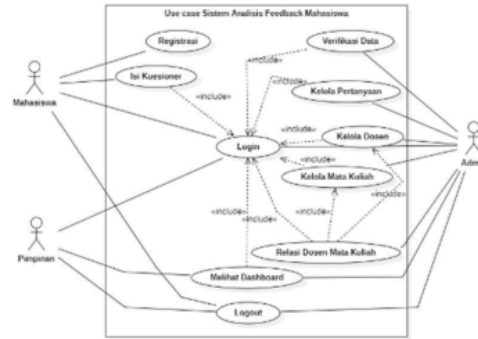 Use case Sistem Analisis Feedback Mahasiswa
Registrasi
Verifikasi Data
Isi Kuesioner
«include»
«include»
Kelola Pertanyaan
Mahasiswa
«include»
«include»
Kelola Dosen
Login
Admi
«include»
Kelola Mata Kuliah
«include»
«include»
«include»
«include»
Relasi Dosen Mata Kuliah
Pimpinan
Melihat Dashboard
Logout